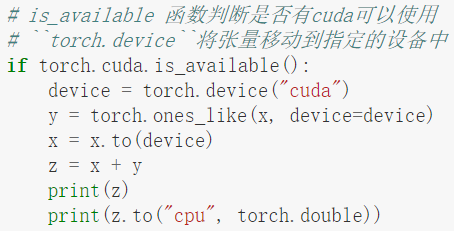 # is_available 函数判断是否有cuda可以使用
# ``torch.device``将张量移动到指定的设备中
if torch.cuda.is_available():
    device = torch.device("cuda")
    y = torch.ones_like(x, device=device)
    x = x.to(device)
    z = x + y
    print(z)
    print(z.to("cpu", torch.double))